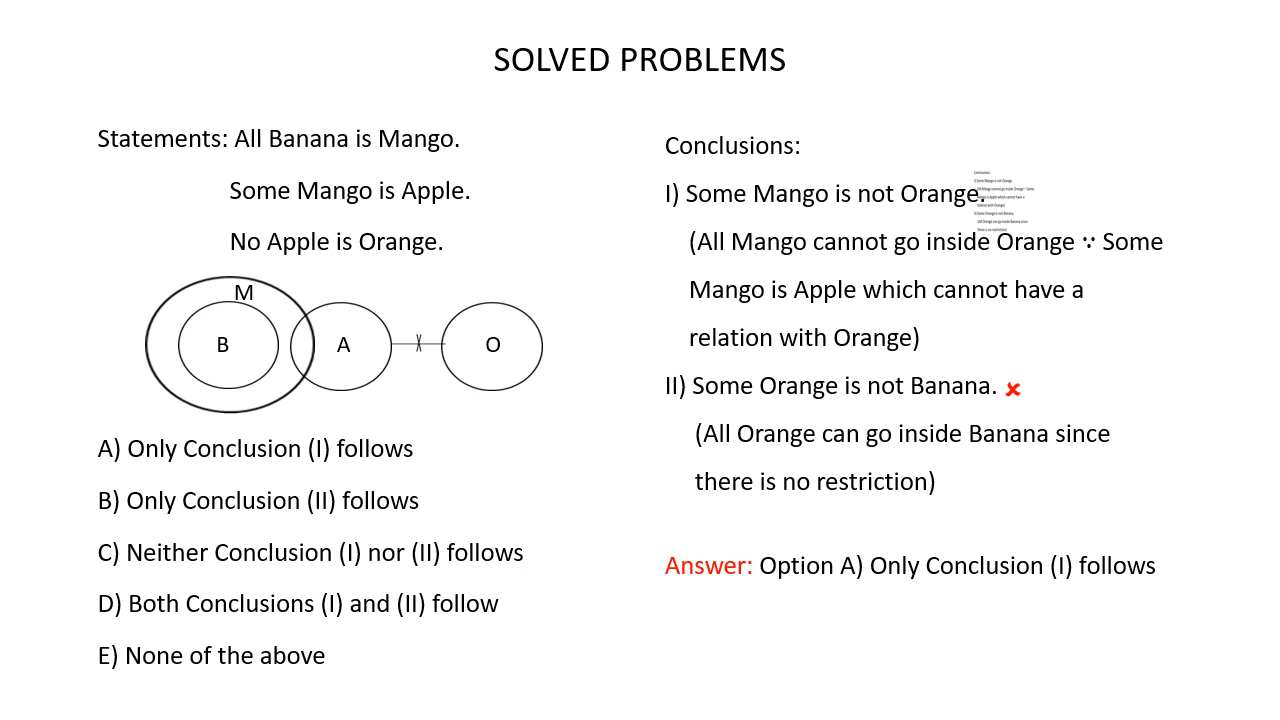 SOLVED PROBLEMS
Statements: All Banana is Mango.
Some Mango is Apple.
No Apple is Orange.
M
B
A
O
A) Only Conclusion (I) follows
B) Only Conclusion (II) follows
C) Neither Conclusion (I) nor (II) follows
D) Both Conclusions (I) and (II) follow
E) None of the above
Conclusions:
I) Some Mango is not Orange.
(All Mango cannot go inside Orange ∵ Some
Mango is Apple which cannot have a
relation with Orange)
II) Some Orange is not Banana. ✘
(All Orange can go inside Banana since
there is no restriction)
Answer: Option A) Only Conclusion (I) follows